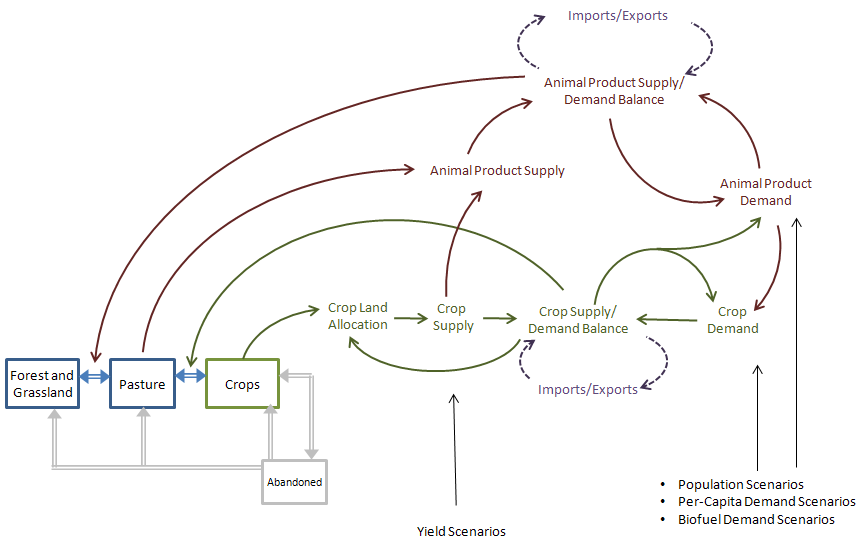 Imports/Exports
Animal Product Supply/
Demand Balance
Animal Product Supply
Animal Product
Demand
Crop Land
Allocation
Crop
Supply
Crop Supply/
Demand Balance
Crop
Demand
Forest and
Grassland
Pasture
Crops
Imports/Exports
Abandoned
• Population Scenarios
• Per-Capita Demand Scenarios
• Biofuel Demand Scenarios
Yield Scenarios